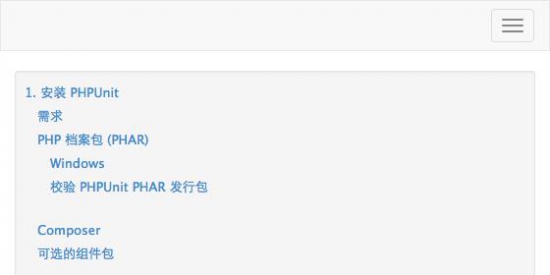 1. 安装 PHPUnit
需求
PHP 档案包 (PHAR)
Windows
校验 PHPUnit PHAR 发行包
Composer
可选的组件包